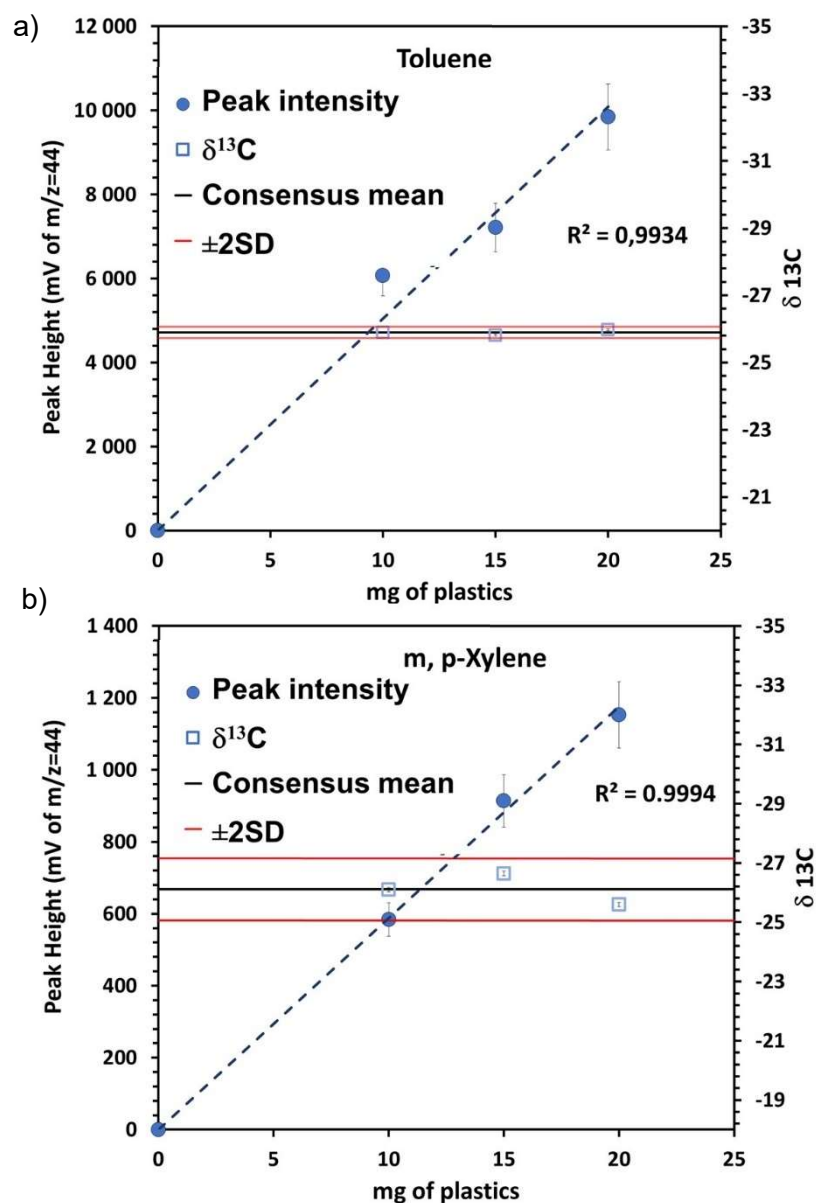 a)
Toluene
Peak intensity
δ¹³C
Consensus mean
±2SD
R² = 0,9934
12 000
10 000
8 000
6 000
4 000
2 000
0
Peak Height (mV of m/z=44)
-35
-33
-31
-29
-27
-25
-23
-21
δ 13C
0 5 10 15 20 25
mg of plastics
b)
m, p-Xylene
Peak intensity
δ¹³C
Consensus mean
±2SD
R² = 0.9994
1 400
1 200
1 000
800
600
400
200
0
Peak Height (mV of m/z=44)
-35
-33
-31
-29
-27
-25
-23
-21
-19
δ 13C
0 5 10 15 20 25
mg of plastics